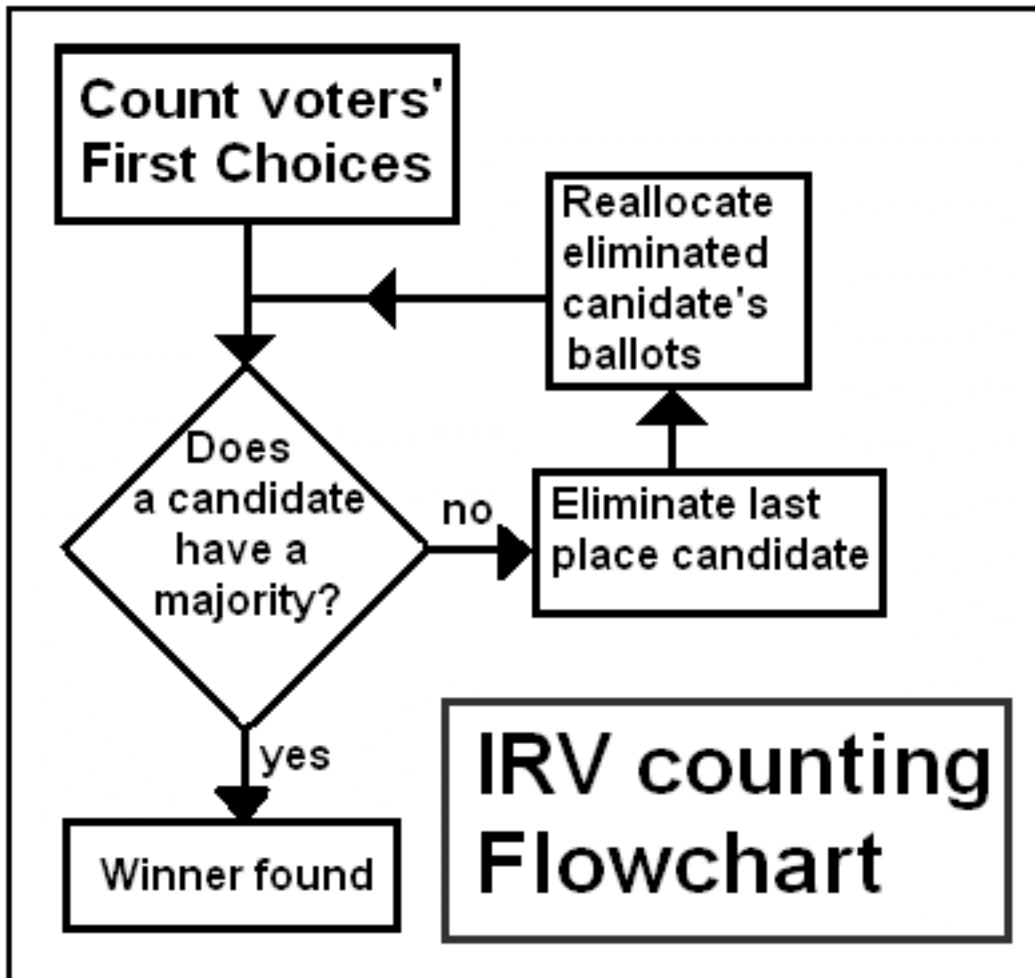 Count voters'
First Choices
Does
a candidate
have a
majority?
no
Eliminate last
place candidate
Reallocate
eliminated
canidate's
ballots
yes
Winner found
IRV counting
Flowchart